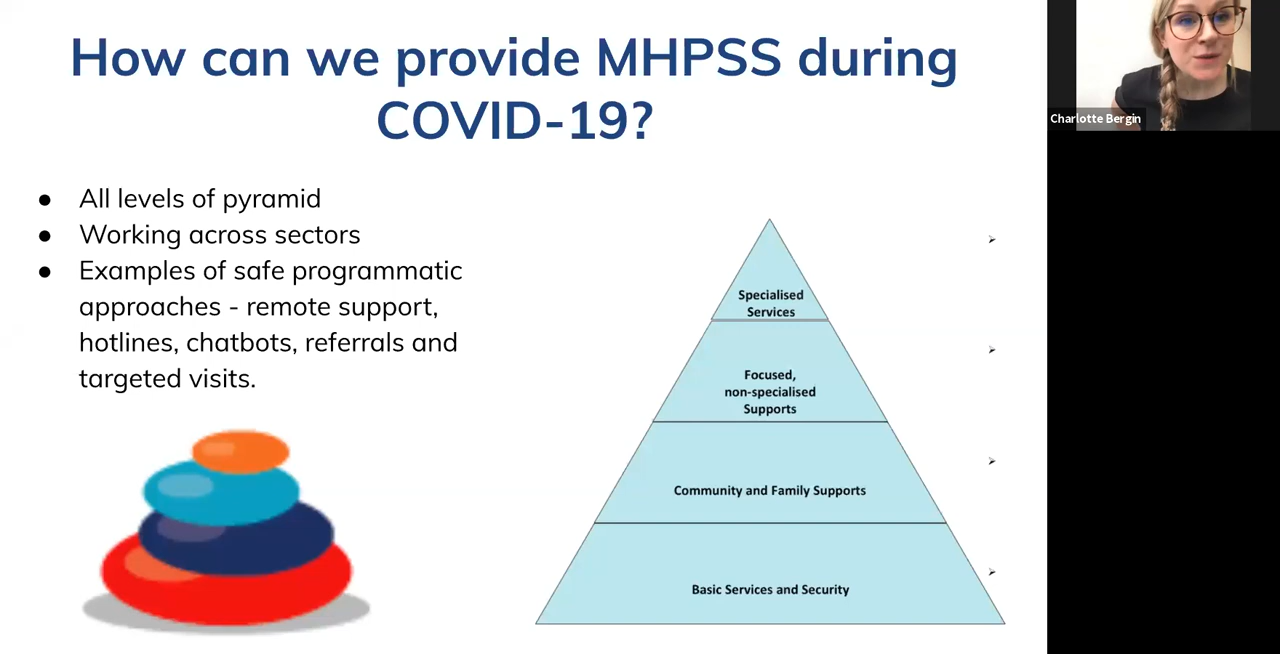 How can we provide MHPSS during
COVID-19?
● All levels of pyramid
● Working across sectors
● Examples of safe programmatic
approaches - remote support,
hotlines, chatbots, referrals and
targeted visits.
Specialised
Services
Focused,
non-specialised
Supports
Community and Family Supports
Basic Services and Security
Charlotte Bergin